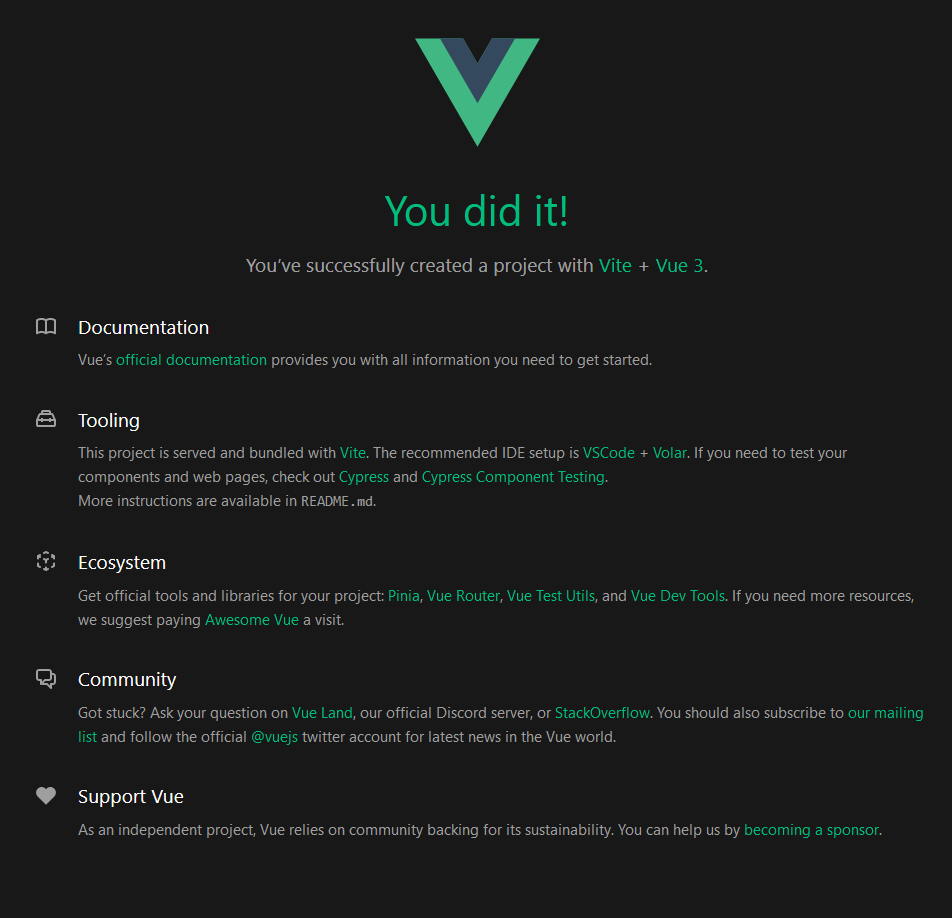 You did it!
You’ve successfully created a project with Vite + Vue 3.
Documentation
Vue’s official documentation provides you with all information you need to get started.
Tooling
This project is served and bundled with Vite. The recommended IDE setup is VSCode + Volar. If you need to test your
components and web pages, check out Cypress and Cypress Component Testing.
More instructions are available in README.md.
Ecosystem
Get official tools and libraries for your project: Pinia, Vue Router, Vue Test Utils, and Vue Dev Tools. If you need more resources,
we suggest paying Awesome Vue a visit.
Community
Got stuck? Ask your question on Vue Land, our official Discord server, or StackOverflow. You should also subscribe to our mailing
list and follow the official @vuejs twitter account for latest news in the Vue world.
Support Vue
As an independent project, Vue relies on community backing for its sustainability. You can help us by becoming a sponsor.